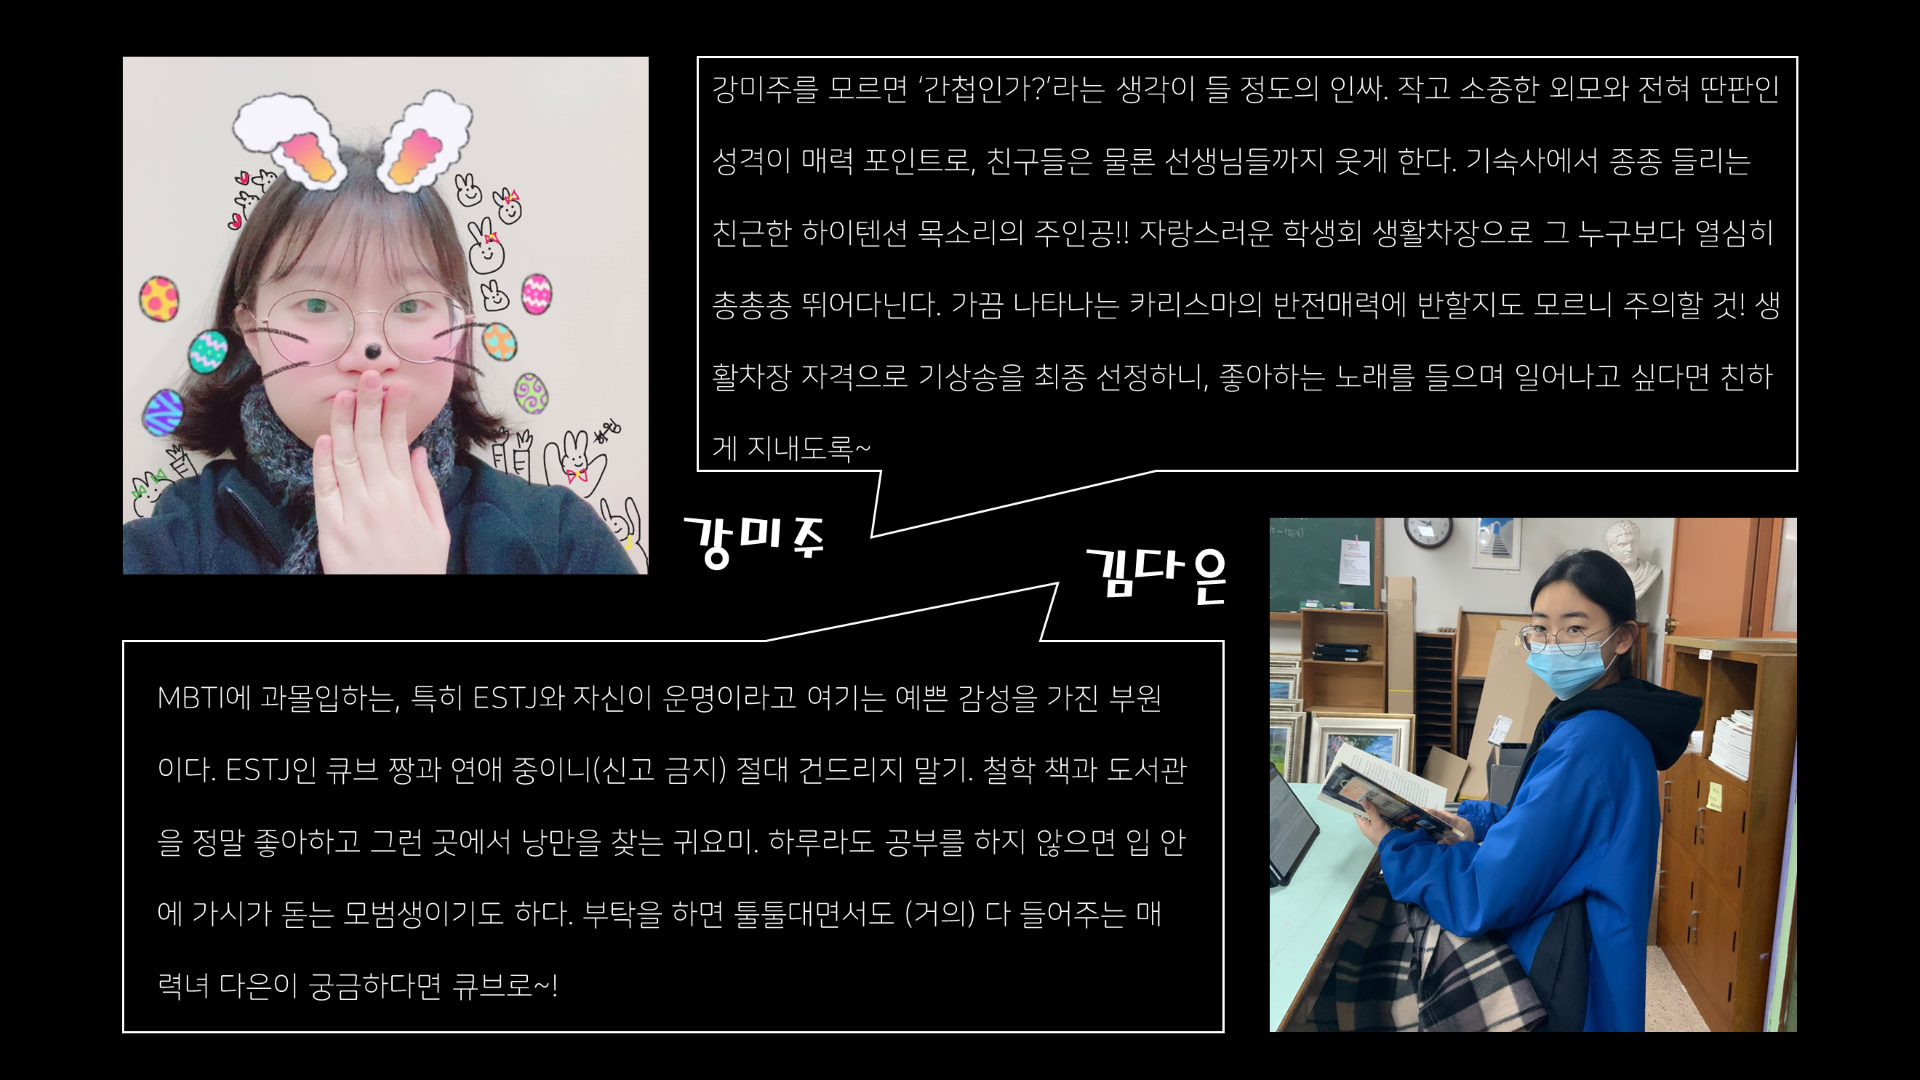 강미주를 모르면 ‘간첩인가?’라는 생각이 들 정도의 인싸. 작고 소중한 외모와 전혀 딴판인
성격이 매력 포인트로, 친구들은 물론 선생님들까지 웃게 한다. 기숙사에서 종종 들리는
친근한 하이텐션 목소리의 주인공!! 자랑스러운 학생회 생활차장으로 그 누구보다 열심히
총총총 뛰어다닌다. 가끔 나타나는 카리스마의 반전매력에 반할지도 모르니 주의할 것! 생
활차장 자격으로 기상송을 최종 선정하니, 좋아하는 노래를 들으며 일어나고 싶다면 친하
게 지내도록~
강미주
김다은
MBTI에 과몰입하는, 특히 ESTJ와 자신이 운명이라고 여기는 예쁜 감성을 가진 부원
이다. ESTJ인 큐브 짱과 연애 중이니(신고 금지) 절대 건드리지 말기. 철학 책과 도서관
을 정말 좋아하고 그런 곳에서 낭만을 찾는 귀요미. 하루라도 공부를 하지 않으면 입 안
에 가시가 돋는 모범생이기도 하다. 부탁을 하면 툴툴대면서도 (거의) 다 들어주는 매
력녀 다은이 궁금하다면 큐브로~!